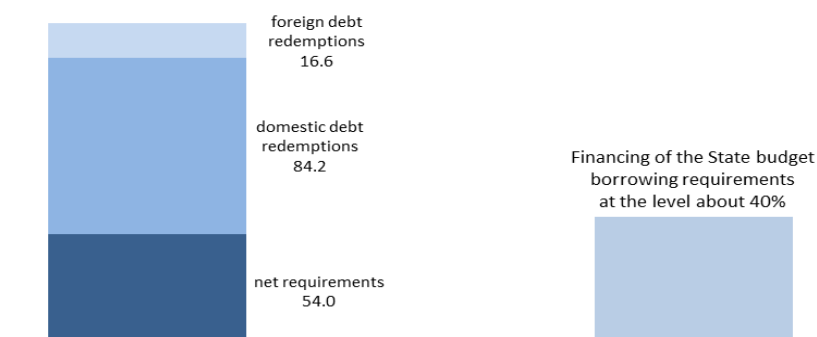 foreign debt
redemptions
16.6
domestic debt
redemptions
84.2
net requirements
54.0
Financing of the State budget
borrowing requirements
at the level about 40%